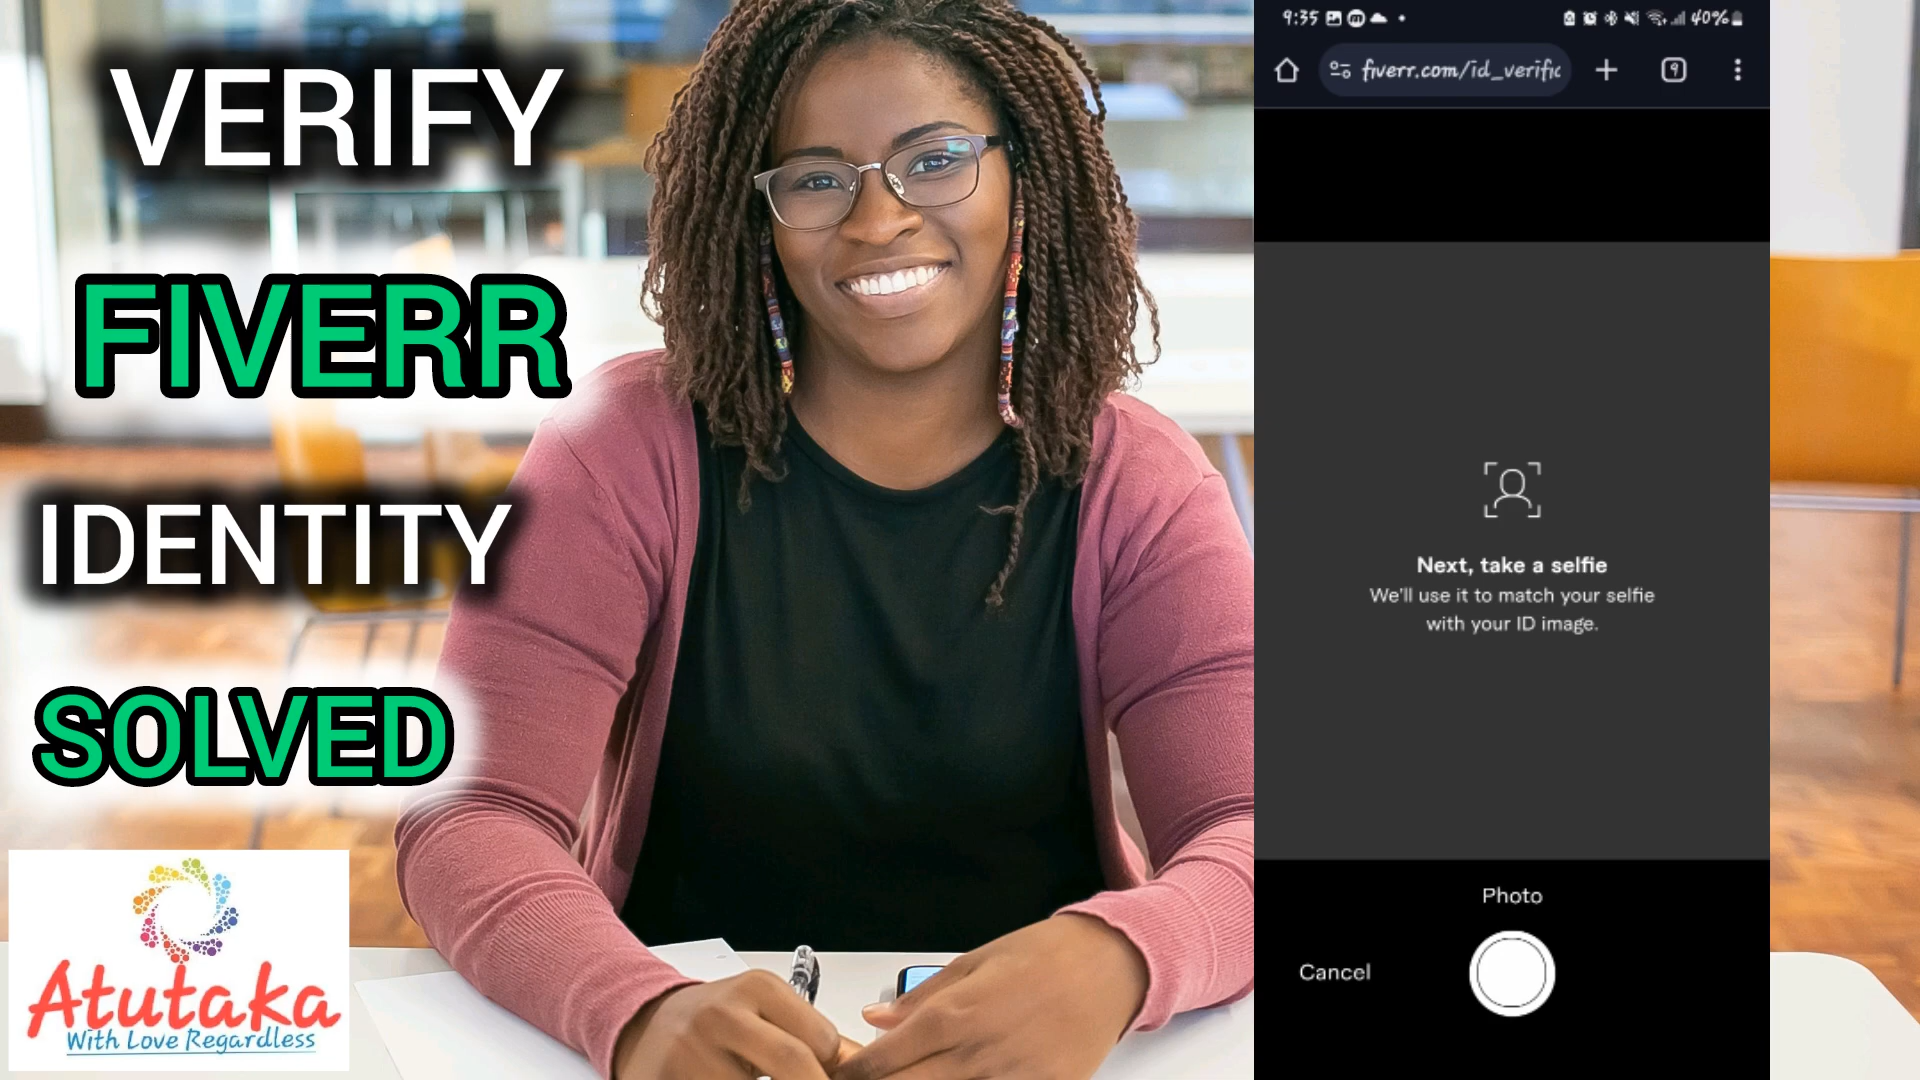 VERIFY
FIVERR
IDENTITY
SOLVED
Atutaka
With Love Regardless
9:35
40%
fiverr.com/id_verific
9
Next, take a selfie
We'll use it to match your selfie
with your ID image.
Photo
Cancel